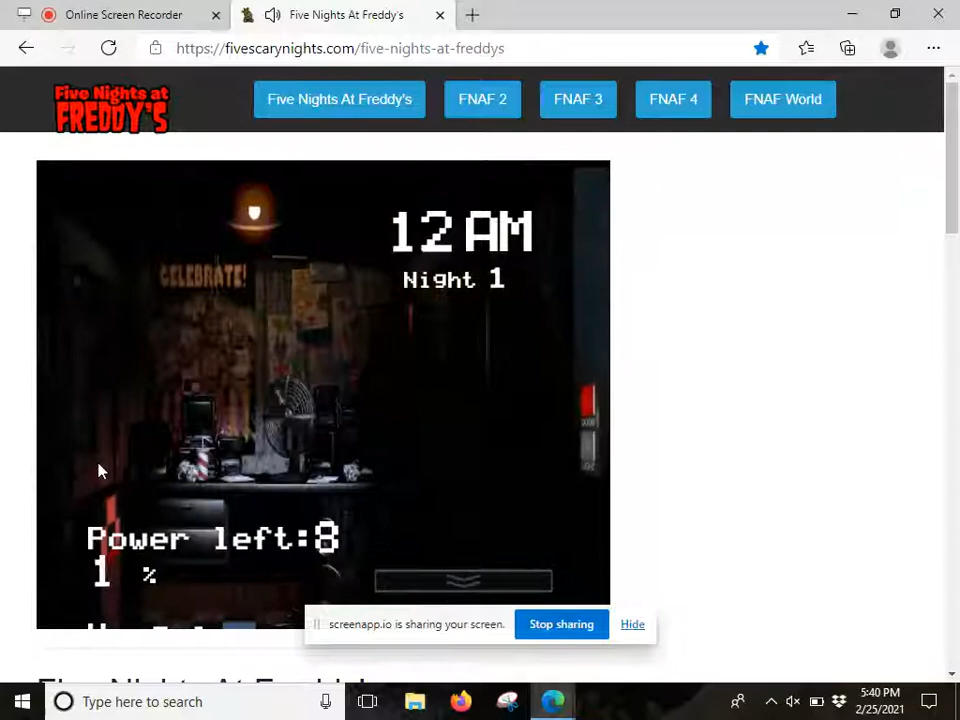 Online Screen Recorder
Five Nights At Freddy's
https://fivescarynights.com/five-nights-at-freddys
Five Nights at
FREDDY'S
Five Nights At Freddy's
FNAF 2
FNAF 3
FNAF 4
FNAF World
12 AM
Night 1
CELEBRATE!
Power left:8
1 %
screenapp.io is sharing your screen.
Stop sharing
Hide
Type here to search
5:40 PM
2/25/2021